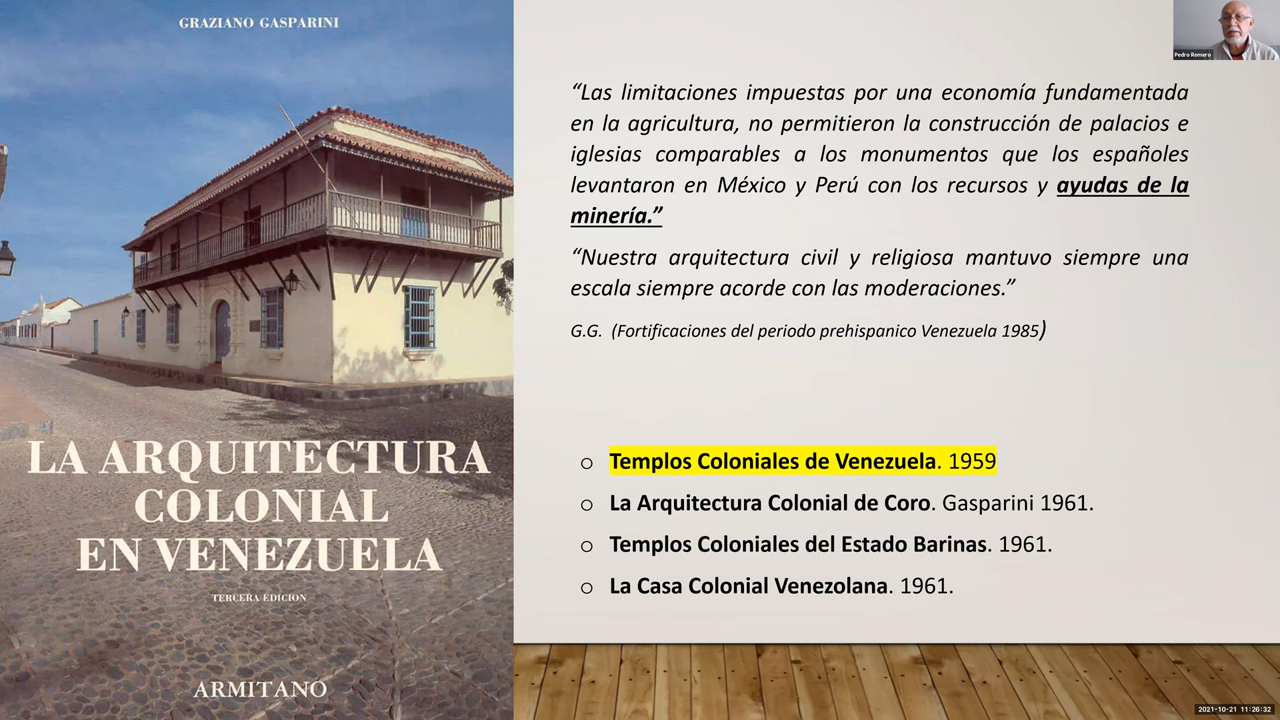 GRAZIANO GASPARINI
LA ARQUITECTURA
COLONIAL
EN VENEZUELA
TERCERA EDICION
ARMITANO
“Las limitaciones impuestas por una economía fundamentada
en la agricultura, no permitieron la construcción de palacios e
iglesias comparables a los monumentos que los españoles
levantaron en México y Perú con los recursos y ayudas de la
minería.”
“Nuestra arquitectura civil y religiosa mantuvo siempre una
escala siempre acorde con las moderaciones.”
G.G. (Fortificaciones del periodo prehispanico Venezuela 1985)
o Templos Coloniales de Venezuela. 1959
o La Arquitectura Colonial de Coro. Gasparini 1961.
o Templos Coloniales del Estado Barinas. 1961.
o La Casa Colonial Venezolana. 1961.
Pedro Romero
2021-10-21 11:26:32